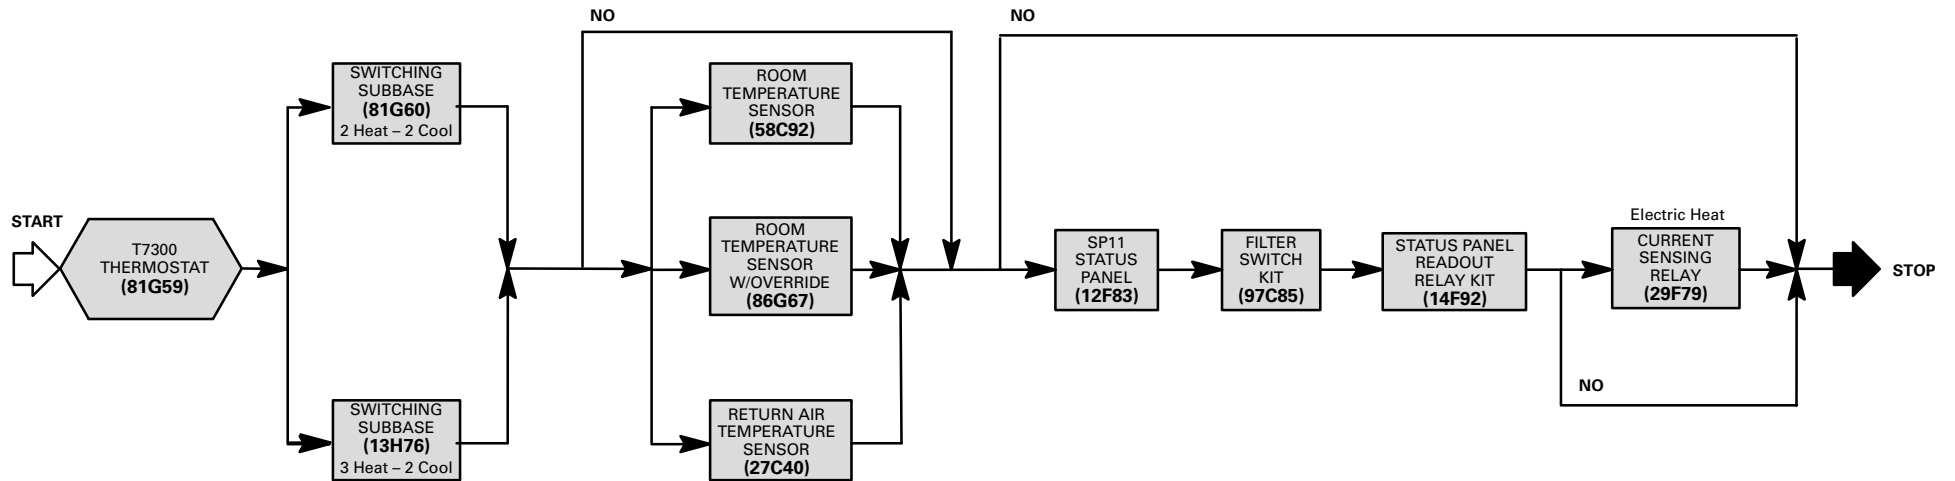 START
T7300
THERMOSTAT
(81G59)
SWITCHING
SUBBASE
(81G60)
2 Heat – 2 Cool
SWITCHING
SUBBASE
(13H76)
3 Heat – 2 Cool
NO
ROOM
TEMPERATURE
SENSOR
(58C92)
ROOM
TEMPERATURE
SENSOR
W/OVERRIDE
(86G67)
RETURN AIR
TEMPERATURE
SENSOR
(27C40)
NO
SP11
STATUS
PANEL
(12F83)
FILTER
SWITCH
KIT
(97C85)
STATUS PANEL
READOUT
RELAY KIT
(14F92)
Electric Heat
CURRENT
SENSING
RELAY
(29F79)
NO
STOP